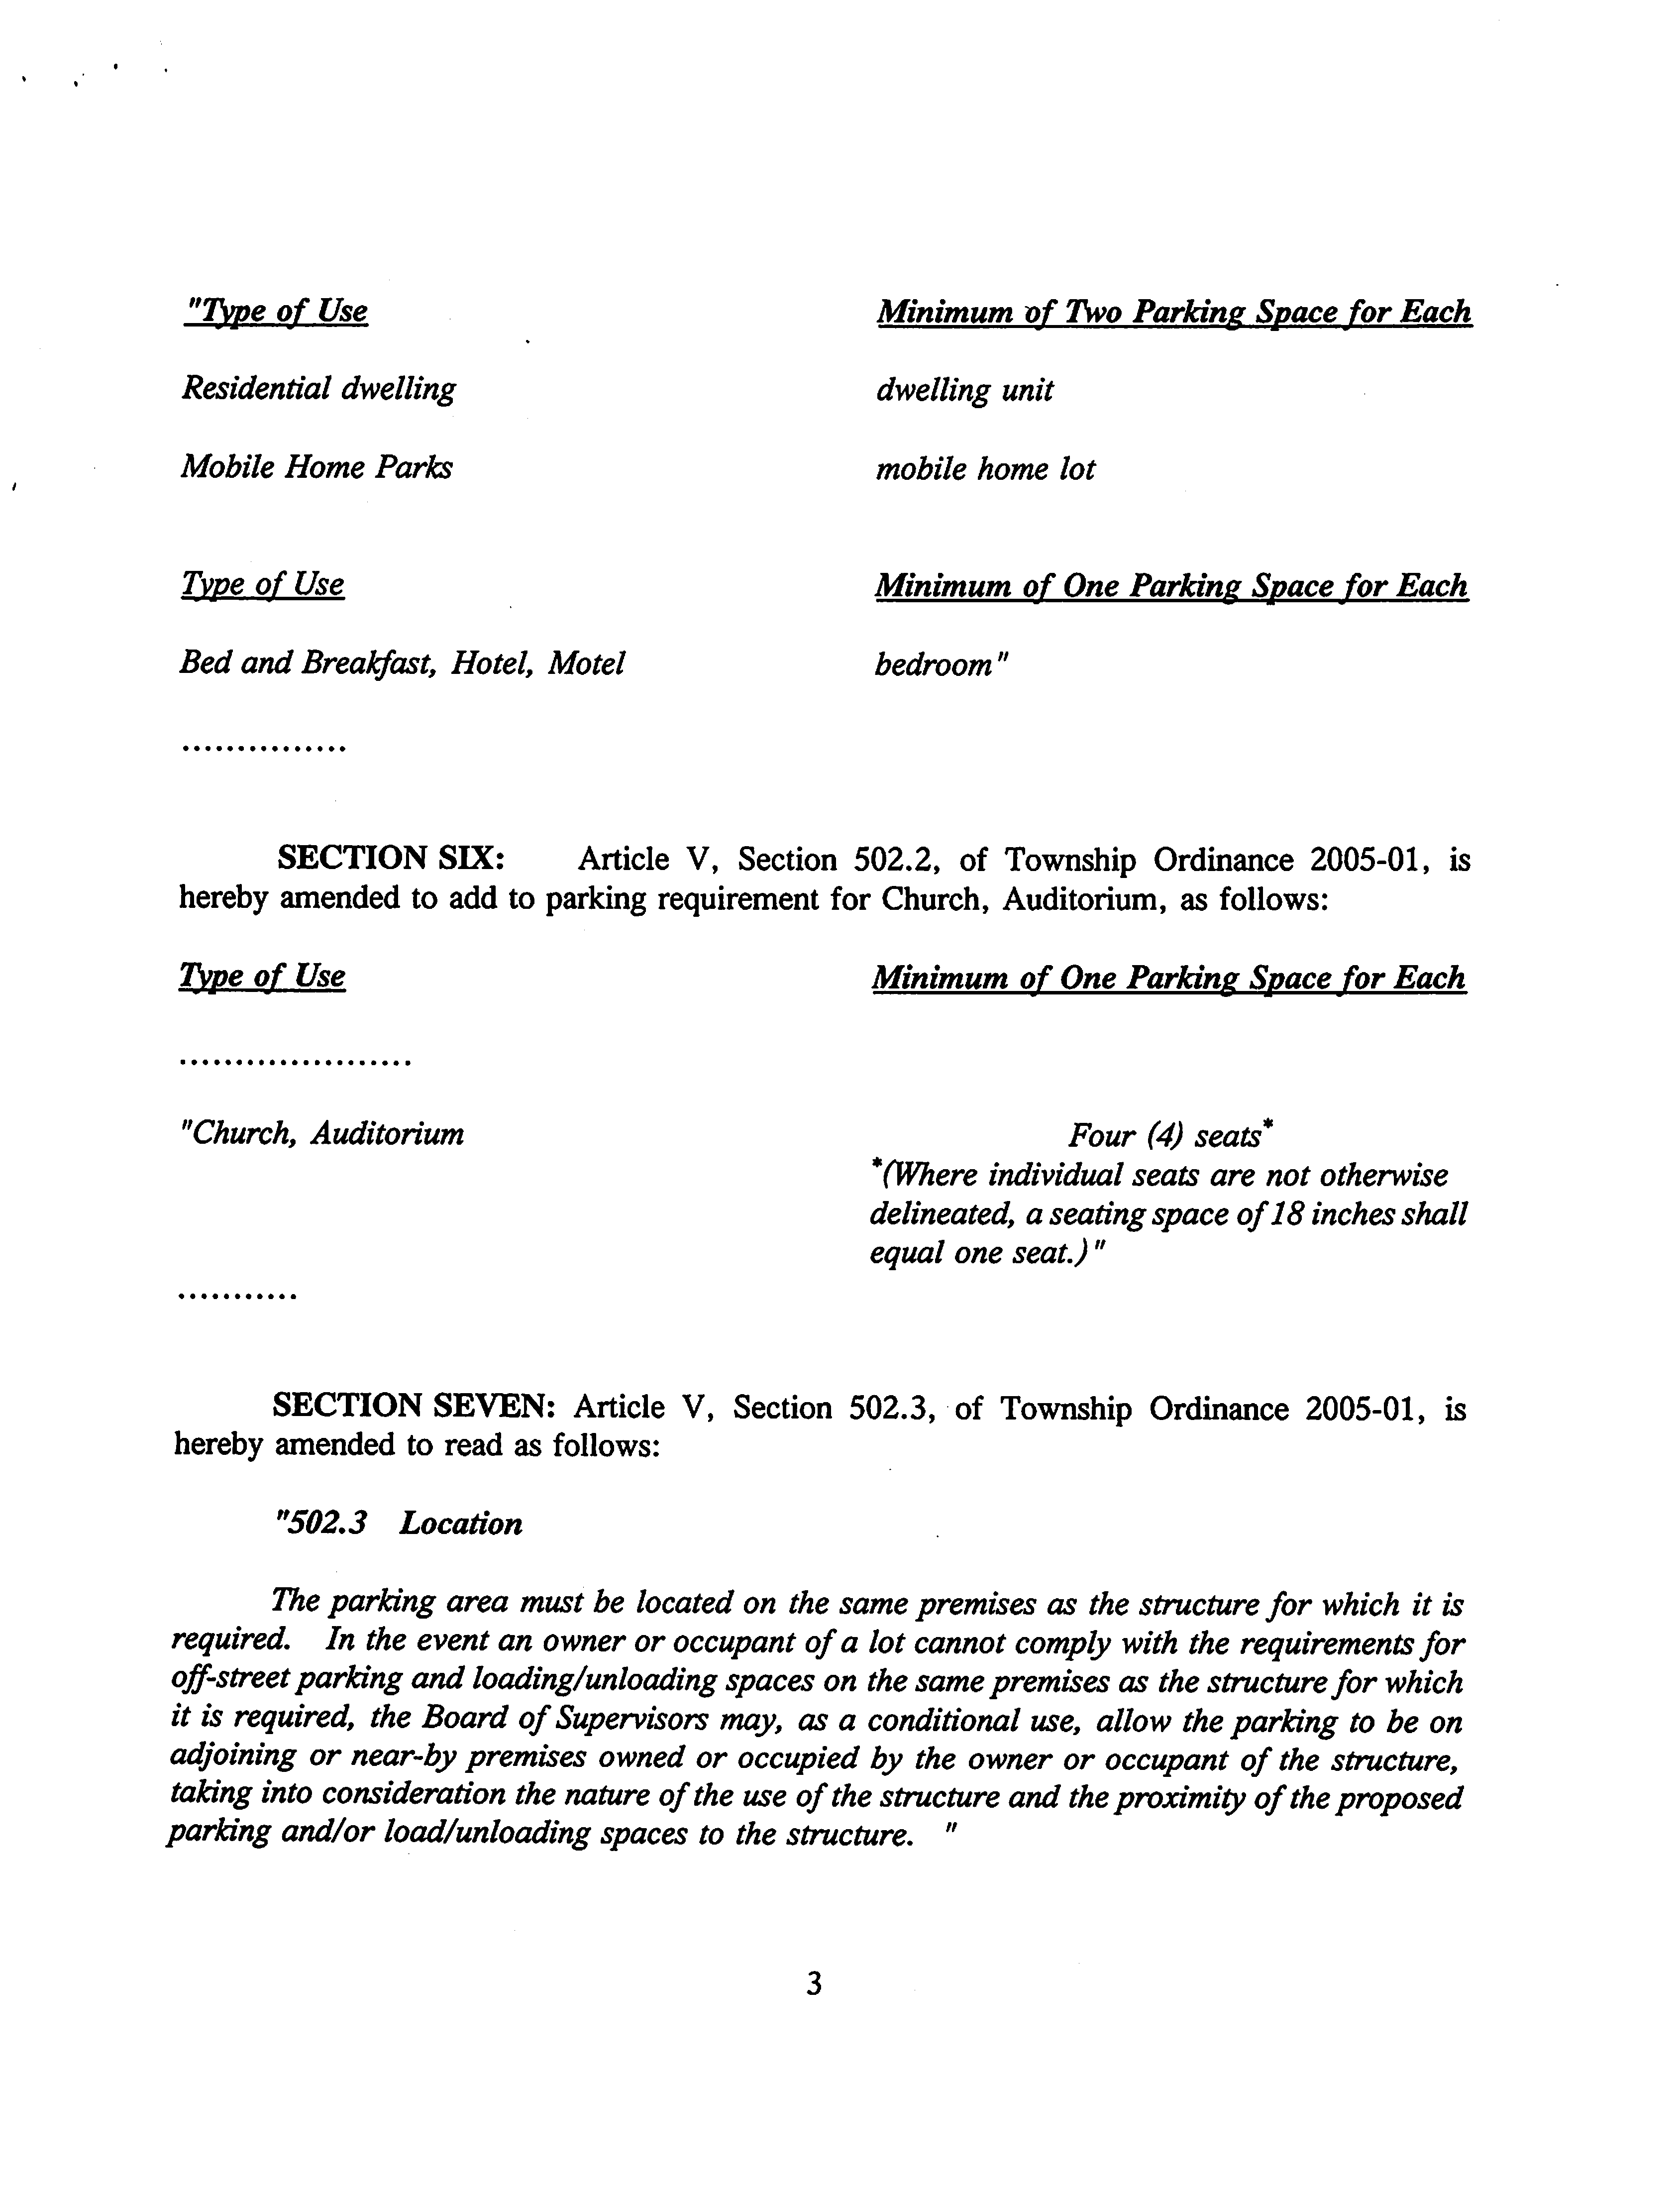 "Type of Use Minimum of Two Parking Space for Each
Residential dwelling dwelling unit
Mobile Home Parks mobile home lot
Type of Use Minimum of One Parking Space for Each
Bed and Breakfast, Hotel, Motel bedroom"
...............
SECTION SIX: Article V, Section 502.2, of Township Ordinance 2005-01, is
hereby amended to add to parking requirement for Church, Auditorium, as follows:
Type of Use Minimum of One Parking Space for Each
.....................
"Church, Auditorium Four (4) seats*
*(Where individual seats are not otherwise
delineated, a seating space of 18 inches shall
equal one seat.)"
...........
SECTION SEVEN: Article V, Section 502.3, of Township Ordinance 2005-01, is
hereby amended to read as follows:
"502.3 Location
The parking area must be located on the same premises as the structure for which it is
required. In the event an owner or occupant of a lot cannot comply with the requirements for
off-street parking and loading/unloading spaces on the same premises as the structure for which
it is required, the Board of Supervisors may, as a conditional use, allow the parking to be on
adjoining or near-by premises owned or occupied by the owner or occupant of the structure,
taking into consideration the nature of the use of the structure and the proximity of the proposed
parking and/or load/unloading spaces to the structure. "
3